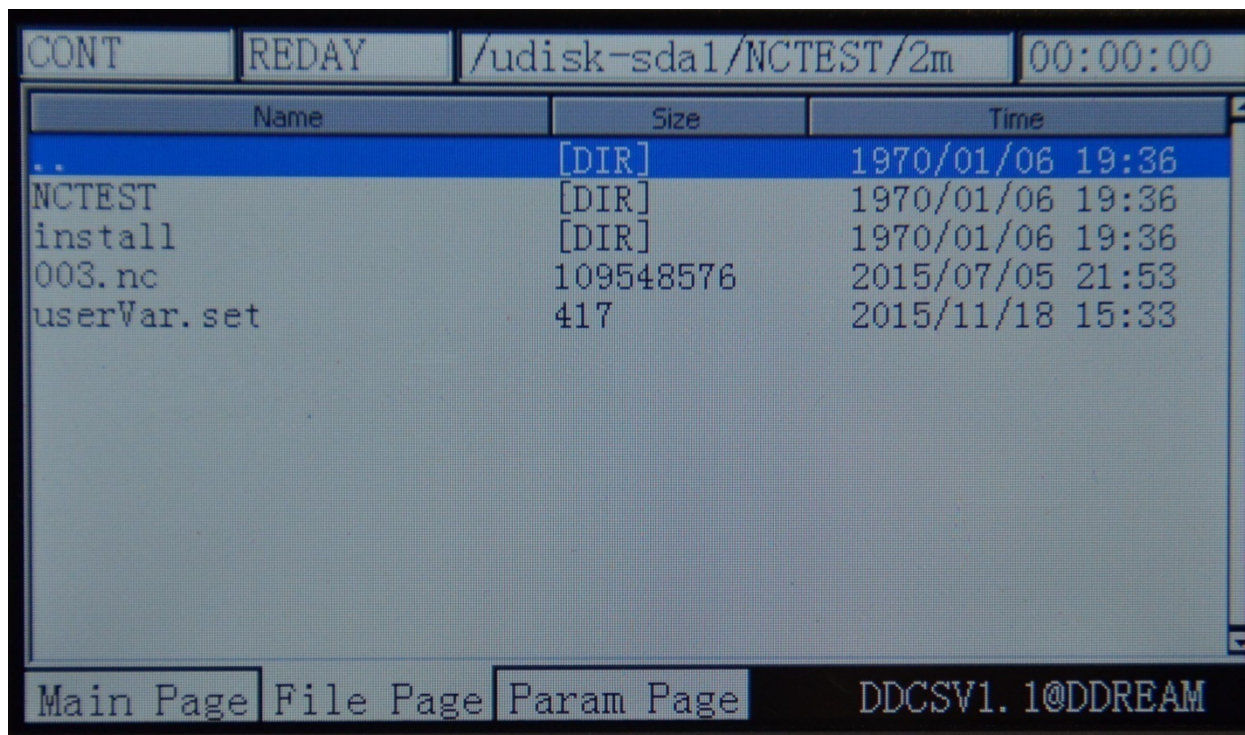 CONT REDAY /udisk-sda1/NCTEST/2m 00:00:00
Name Size Time
.. [DIR] 1970/01/06 19:36
NCTEST [DIR] 1970/01/06 19:36
install [DIR] 1970/01/06 19:36
003.nc 109548576 2015/07/05 21:53
userVar.set 417 2015/11/18 15:33
Main Page File Page Param Page DDCSV1.1@DDREAM